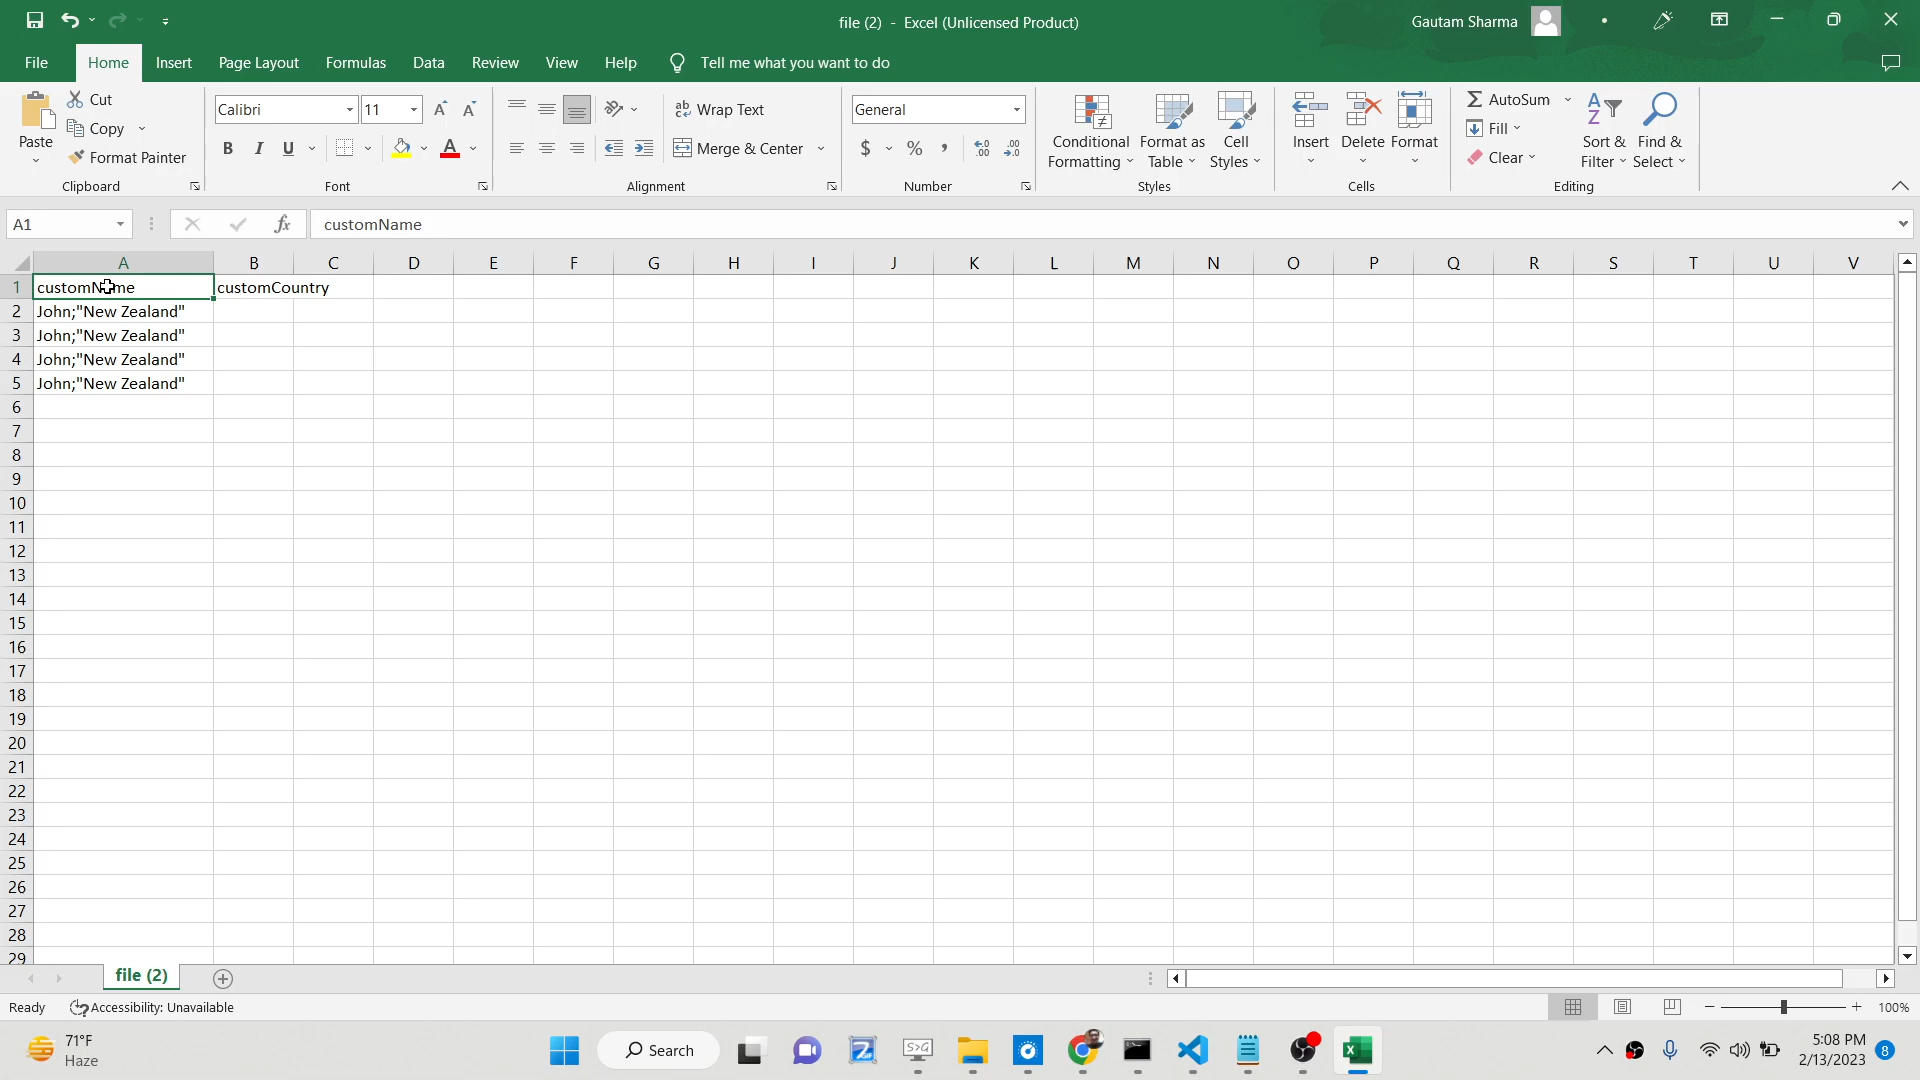 file (2) - Excel (Unlicensed Product)
Gautam Sharma
File Home Insert Page Layout Formulas Data Review View Help Tell me what you want to do
Paste
Cut
Copy
Format Painter
Clipboard
Calibri 11
B I U
Font
Wrap Text
Merge & Center
Alignment
General
$ % ,
Number
Conditional Formatting
Format as Table
Cell Styles
Styles
Insert
Delete
Format
Cells
AutoSum
Fill
Clear
Sort & Filter
Find & Select
Editing
A1 fx customName
A B C D E F G H I J K L M N O P Q R S T U V
1 customName customCountry
2 John;"New Zealand"
3 John;"New Zealand"
4 John;"New Zealand"
5 John;"New Zealand"
6
7
8
9
10
11
12
13
14
15
16
17
18
19
20
21
22
23
24
25
26
27
28
29
file (2)
Ready Accessibility: Unavailable 100%
71°F
Haze
Search
5:08 PM
2/13/2023 8